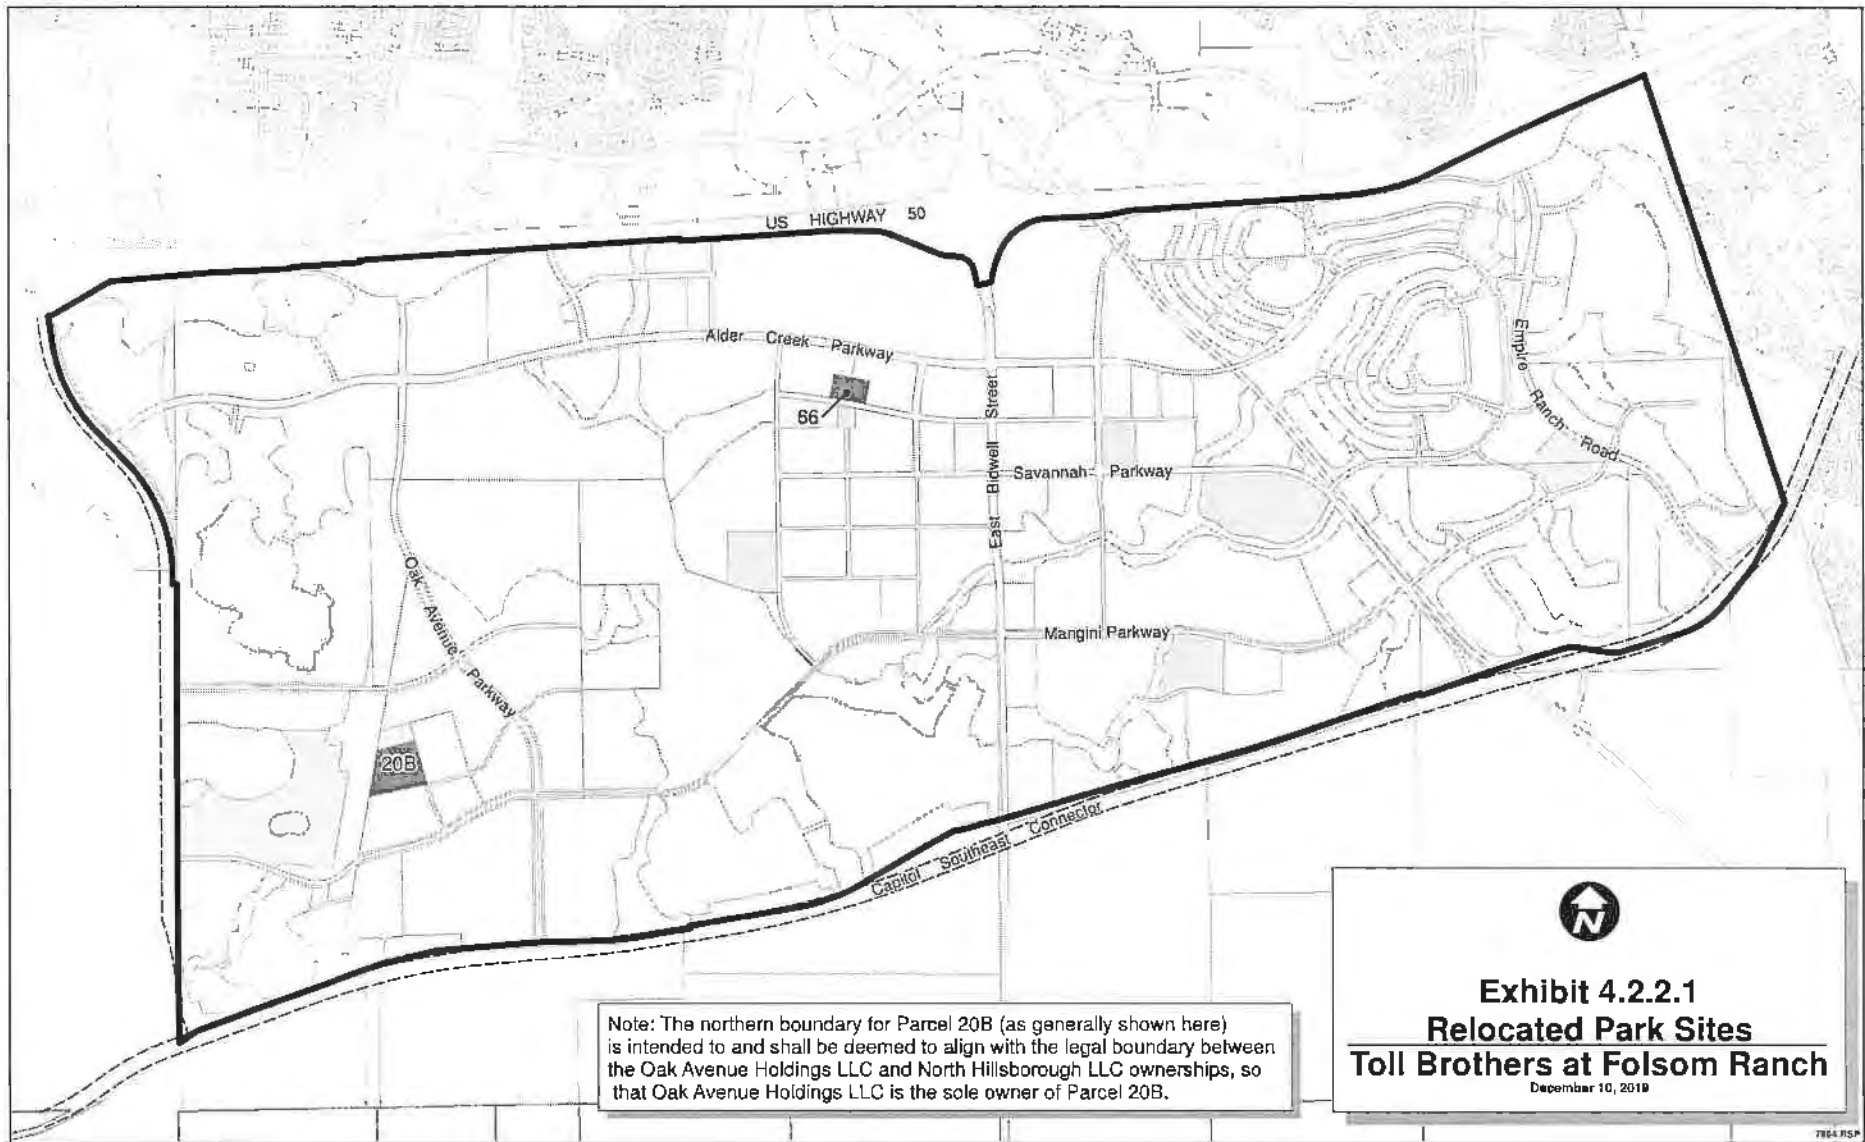 US HIGHWAY 50
Alder Creek Parkway
66
East Bidwell Street
Savannah Parkway
Empire Ranch Road
Oak Avenue Parkway
Mangini Parkway
20B
Capitol Southeast Connector
N
Exhibit 4.2.2.1
Relocated Park Sites
Toll Brothers at Folsom Ranch
December 10, 2019
Note: The northern boundary for Parcel 20B (as generally shown here)
is intended to and shall be deemed to align with the legal boundary between
the Oak Avenue Holdings LLC and North Hillsborough LLC ownerships, so
that Oak Avenue Holdings LLC is the sole owner of Parcel 20B.